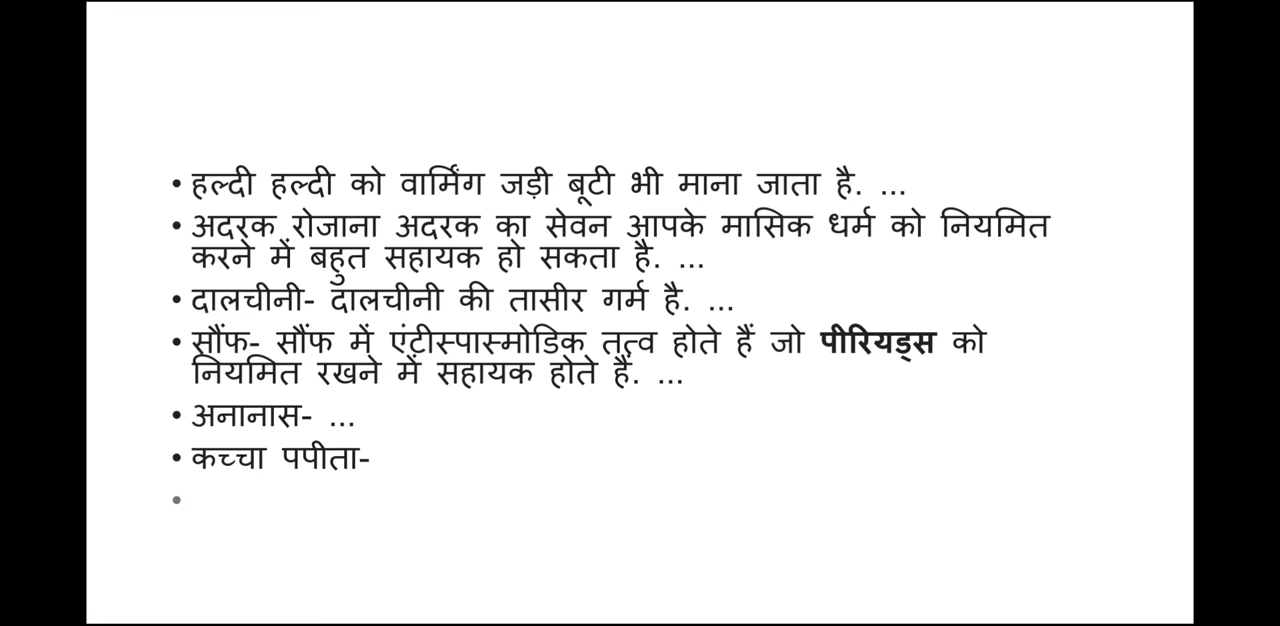 • हल्दी हल्दी को वार्मिंग जड़ी बूटी भी माना जाता है. ...
• अदरक रोजाना अदरक का सेवन आपके मासिक धर्म को नियमित
करने में बहुत सहायक हो सकता है. ...
• दालचीनी- दालचीनी की तासीर गर्म है. ...
• सौंफ- सौंफ में एंटीस्पास्मोडिक तत्व होते हैं जो पीरियड्स को
नियमित रखने में सहायक होते हैं. ...
• अनानास- ...
• कच्चा पपीता-
•